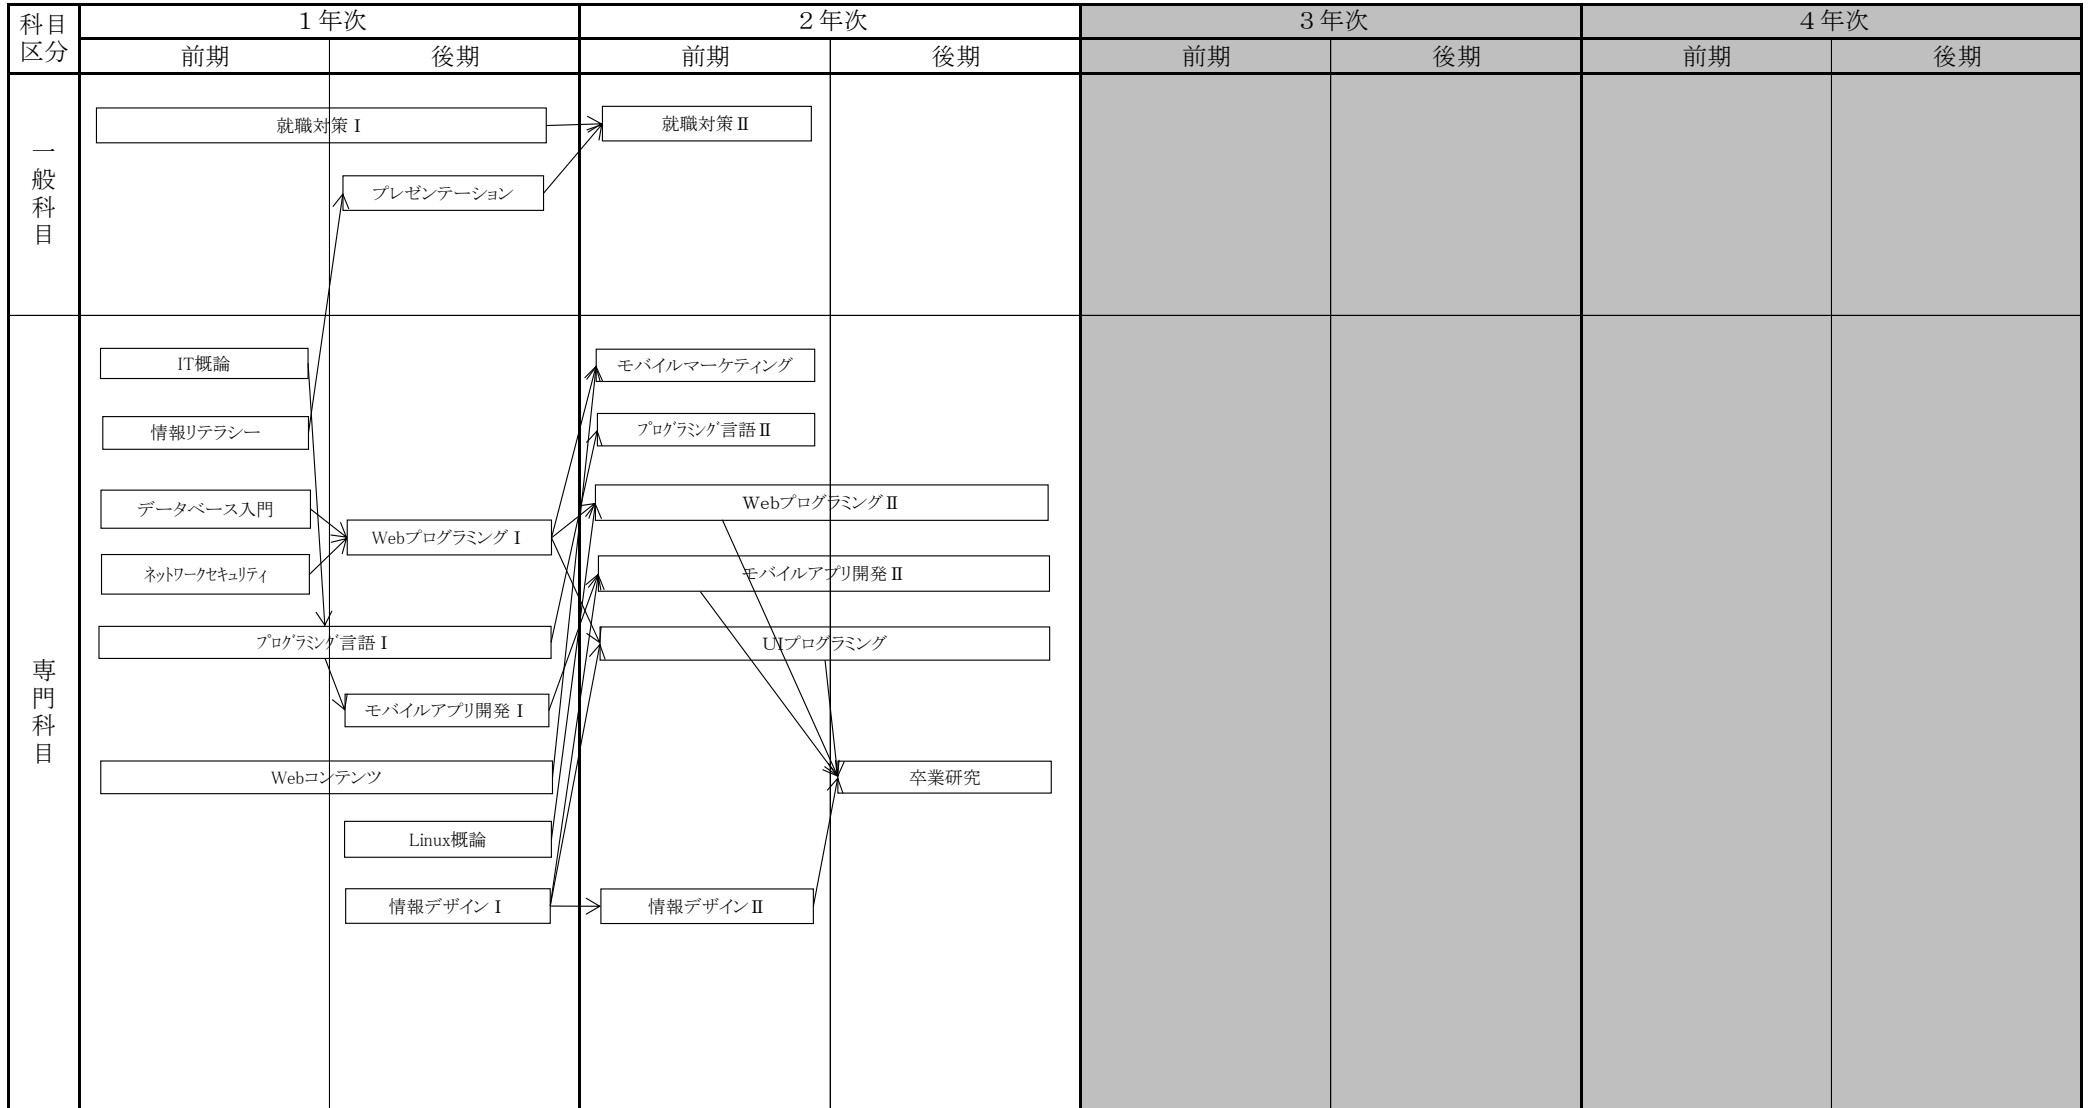 科目
区分
１年次
２年次
３年次
４年次
前期
後期
前期
後期
前期
後期
前期
後期
一般科目
就職対策Ⅰ
就職対策Ⅱ
プレゼンテーション
専門科目
IT概論
モバイルマーケティング
情報リテラシー
プログラミング言語Ⅱ
データベース入門
Webプログラミングⅱ
WebプログラミングⅠ
ネットワークセキュリティ
モバイルアプリ開発Ⅱ
プログラミング言語Ⅰ
UIプログラミング
モバイルアプリ開発Ⅰ
Webコンテンツ
卒業研究
Linux概論
情報デザインⅠ
情報デザインⅡ